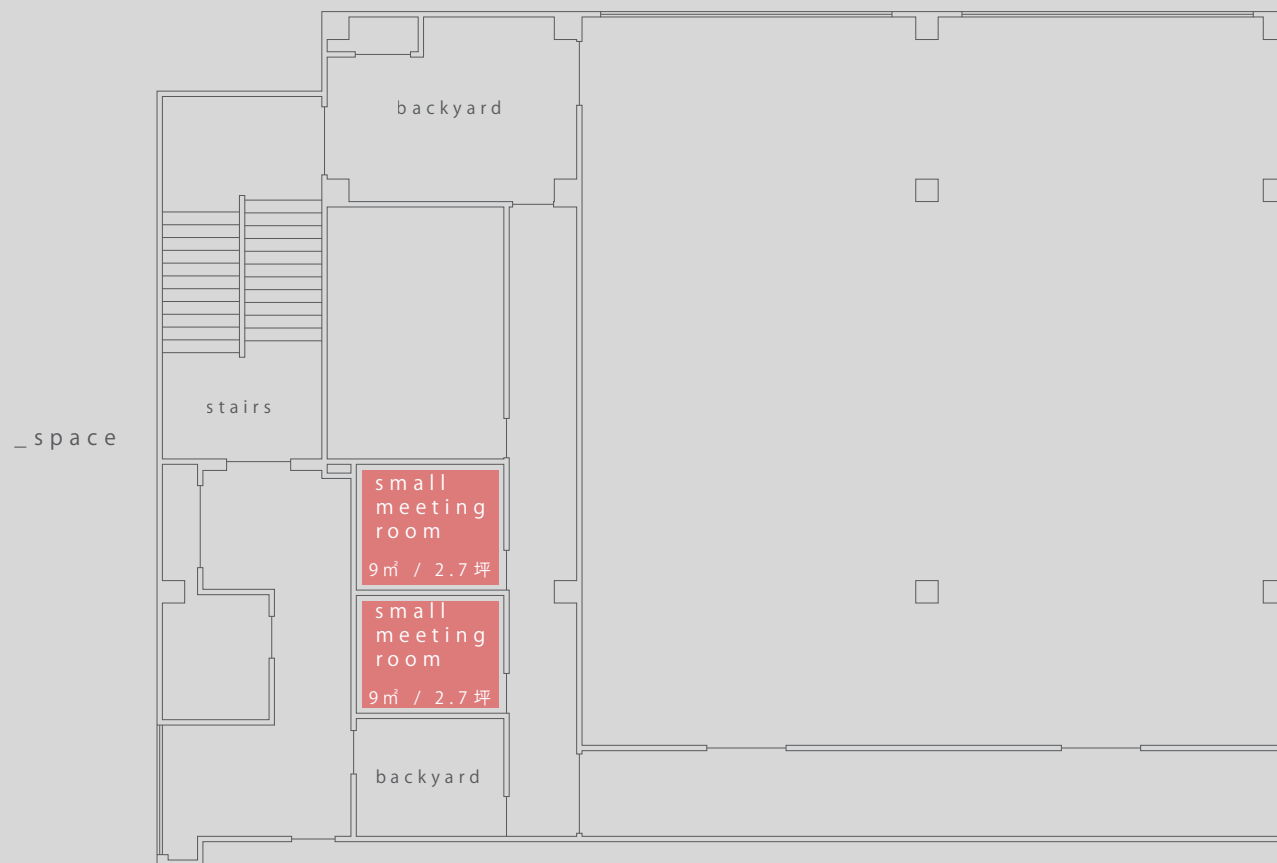 backyard
stairs
_space
small
meeting
room
9㎡ / 2.7坪
small
meeting
room
9㎡ / 2.7坪
backyard